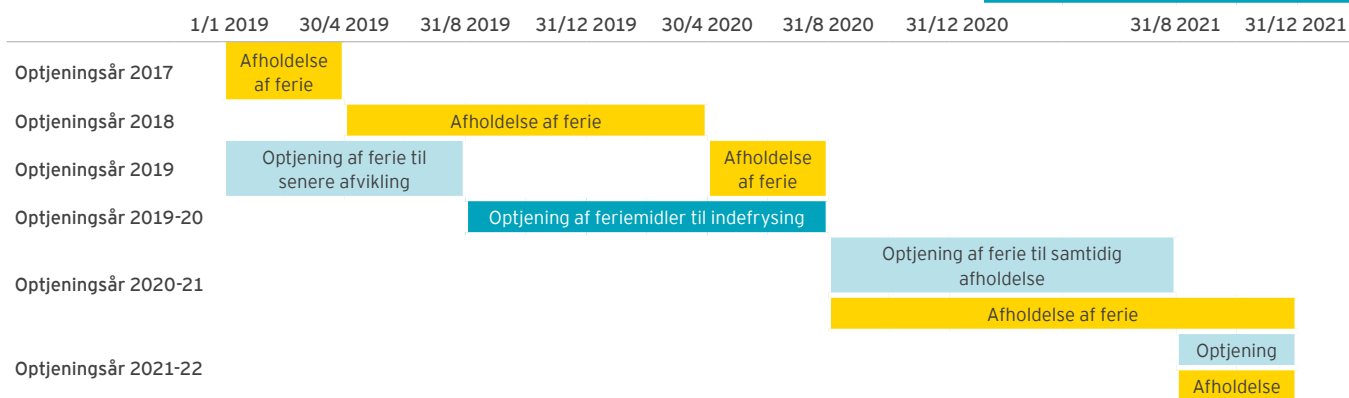 1/1 2019 30/4 2019 31/8 2019 31/12 2019 30/4 2020 31/8 2020 31/12 2020 31/8 2021 31/12 2021
Optjeningsår 2017
Afholdelse
af ferie
Optjeningsår 2018
Afholdelse af ferie
Optjeningsår 2019
Optjening af ferie til
senere afvikling
Afholdelse
af ferie
Optjeningsår 2019-20
Optjening af feriemidler til indefrysing
Optjeningsår 2020-21
Optjening af ferie til samtidig
afholdelse
Afholdelse af ferie
Optjeningsår 2021-22
Optjening
Afholdelse